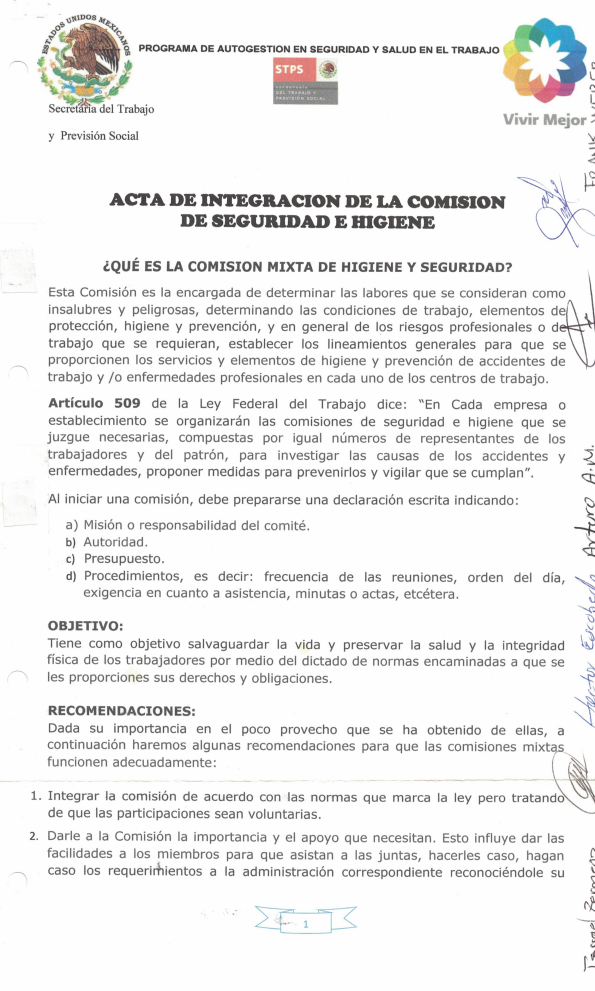 ESTADOS UNIDOS MEXICANOS
PROGRAMA DE AUTOGESTION EN SEGURIDAD Y SALUD EN EL TRABAJO
STPS
SECRETARÍA
DEL TRABAJO Y
PREVISIÓN SOCIAL
Secretaría del Trabajo
y Previsión Social
Vivir Mejor
ACTA DE INTEGRACION DE LA COMISION
DE SEGURIDAD E HIGIENE
¿QUÉ ES LA COMISION MIXTA DE HIGIENE Y SEGURIDAD?
Esta Comisión es la encargada de determinar las labores que se consideran como
insalubres y peligrosas, determinando las condiciones de trabajo, elementos de
protección, higiene y prevención, y en general de los riesgos profesionales o de
trabajo que se requieran, establecer los lineamientos generales para que se
proporcionen los servicios y elementos de higiene y prevención de accidentes de
trabajo y /o enfermedades profesionales en cada uno de los centros de trabajo.
Artículo 509 de la Ley Federal del Trabajo dice: “En Cada empresa o
establecimiento se organizarán las comisiones de seguridad e higiene que se
juzgue necesarias, compuestas por igual números de representantes de los
trabajadores y del patrón, para investigar las causas de los accidentes y
enfermedades, proponer medidas para prevenirlos y vigilar que se cumplan”.
Al iniciar una comisión, debe prepararse una declaración escrita indicando:
a) Misión o responsabilidad del comité.
b) Autoridad.
c) Presupuesto.
d) Procedimientos, es decir: frecuencia de las reuniones, orden del día,
exigencia en cuanto a asistencia, minutos o actas, etcétera.
OBJETIVO:
Tiene como objetivo salvaguardar la vida y preservar la salud y la integridad
física de los trabajadores por medio del dictado de normas encaminadas a que se
les proporciones sus derechos y obligaciones.
RECOMENDACIONES:
Dada su importancia en el poco provecho que se ha obtenido de ellas, a
continuación haremos algunas recomendaciones para que las comisiones mixtas
funcionen adecuadamente:
1. Integrar la comisión de acuerdo con las normas que marca la ley pero tratando
de que las participaciones sean voluntarias.
2. Darle a la Comisión la importancia y el apoyo que necesitan. Esto influye dar las
facilidades a los miembros para que asistan a las juntas, hacerles caso, hagan
caso los requerimientos a la administración correspondiente reconociéndole su
1
FRANK WEBER
Arturo A.M.
Hector Escobedo